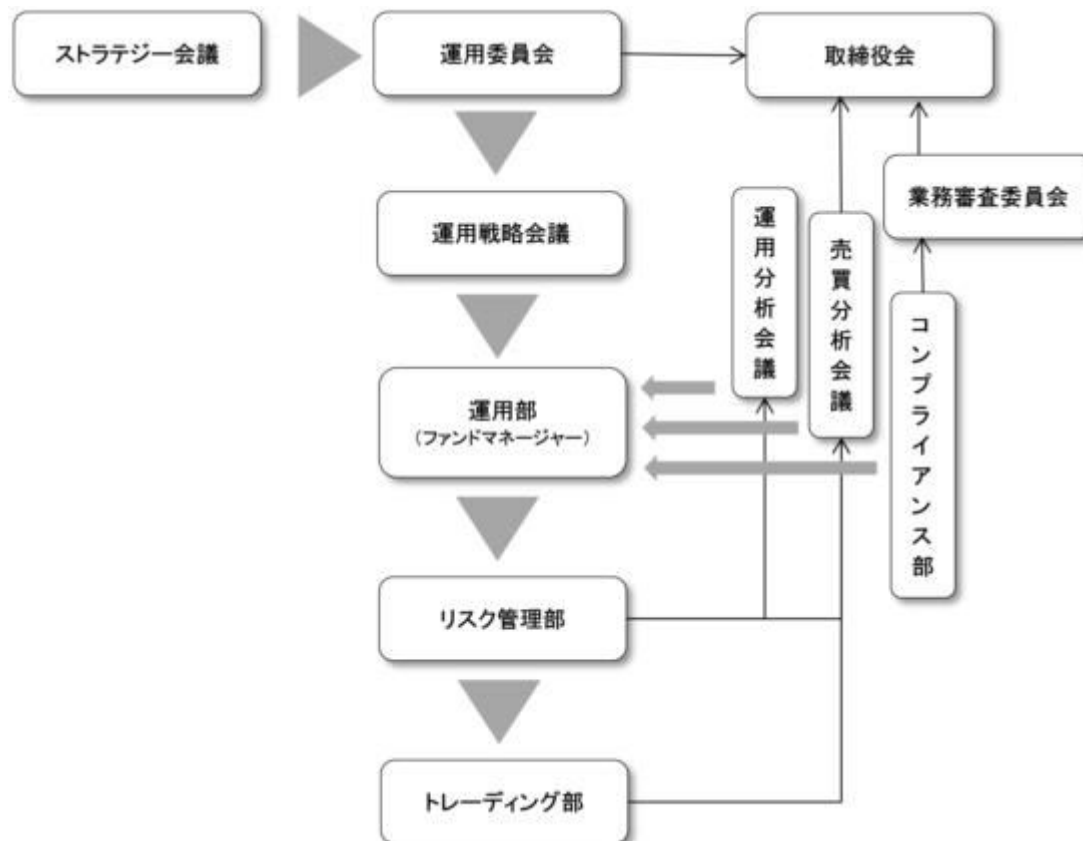 ストラテジー会議
運用委員会
取締役会
業務審査委員会
運用戦略会議
運用分析会議
売買分析会議
コンプライアンス部
運用部
（ファンドマネージャー）
リスク管理部
トレーディング部